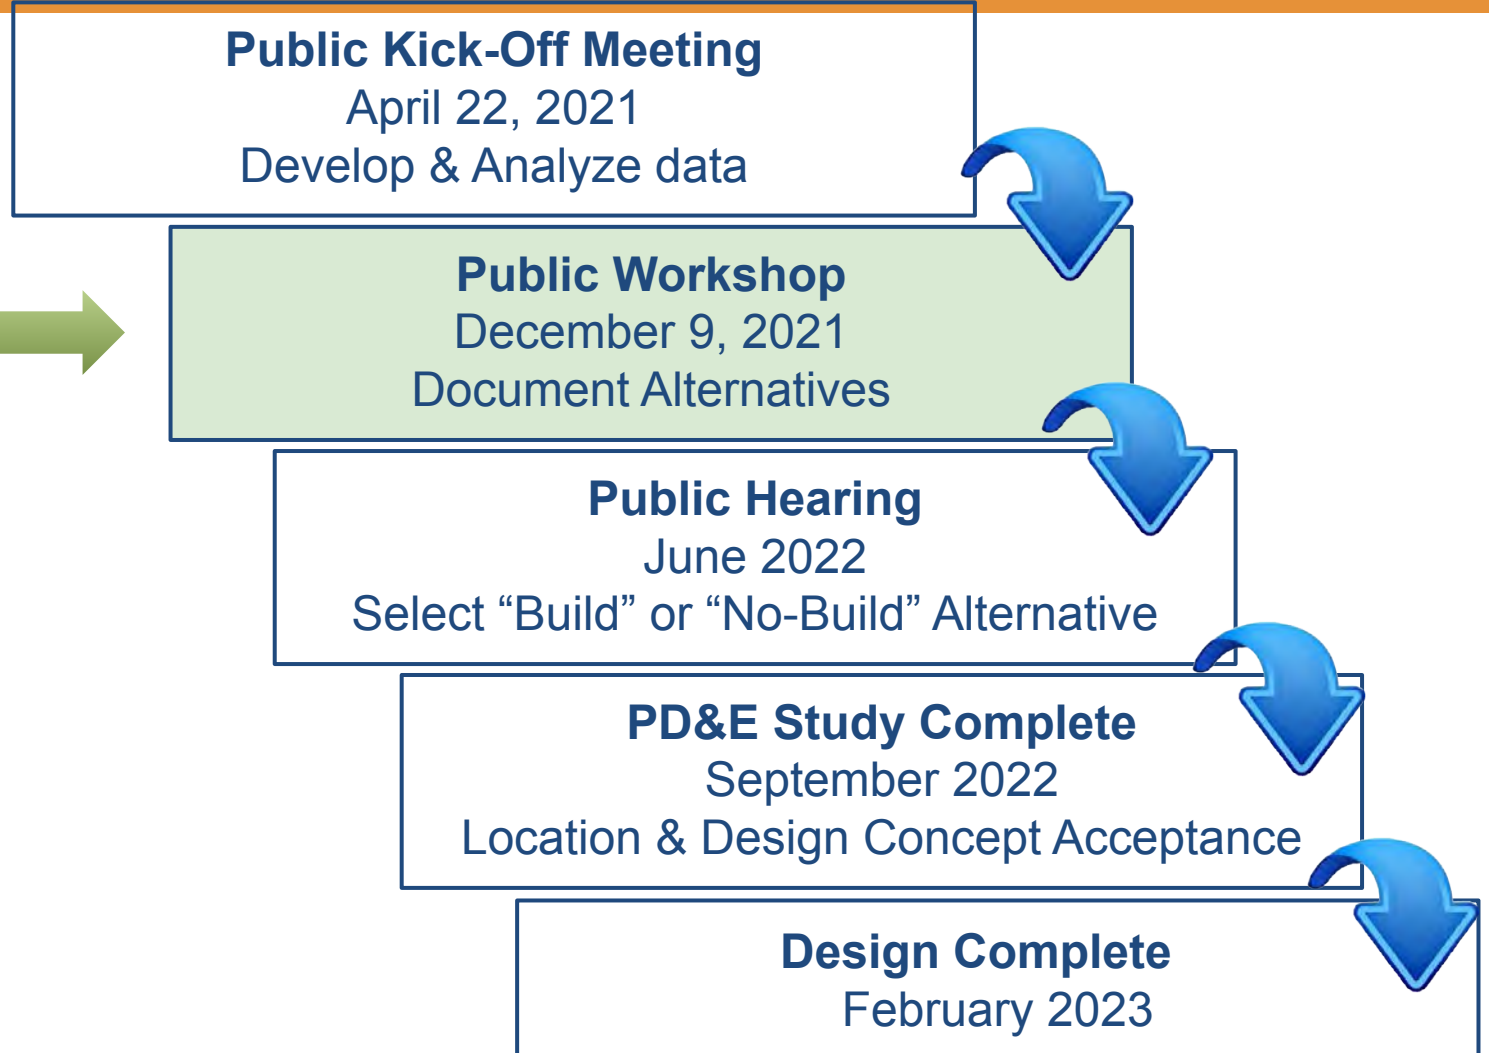 Public Kick-Off Meeting
April 22, 2021
Develop & Analyze data
Public Workshop
December 9, 2021
Document Alternatives
Public Hearing
June 2022
Select “Build” or “No-Build” Alternative
PD&E Study Complete
September 2022
Location & Design Concept Acceptance
Design Complete
February 2023